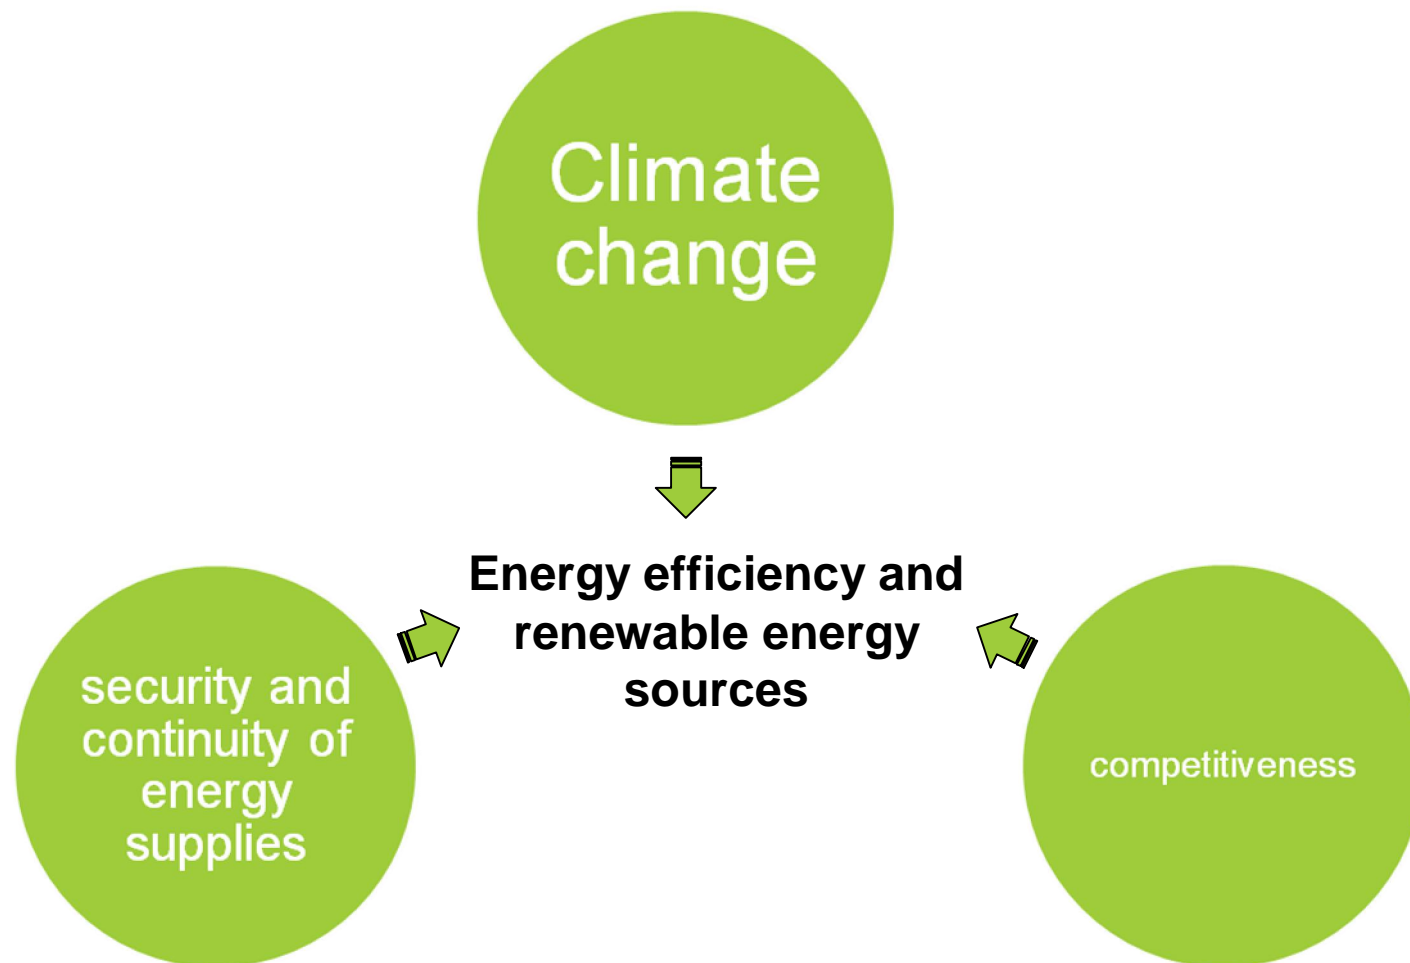 Climate
change
Energy efficiency and
renewable energy
sources
security and
continuity of
energy
supplies
competitiveness